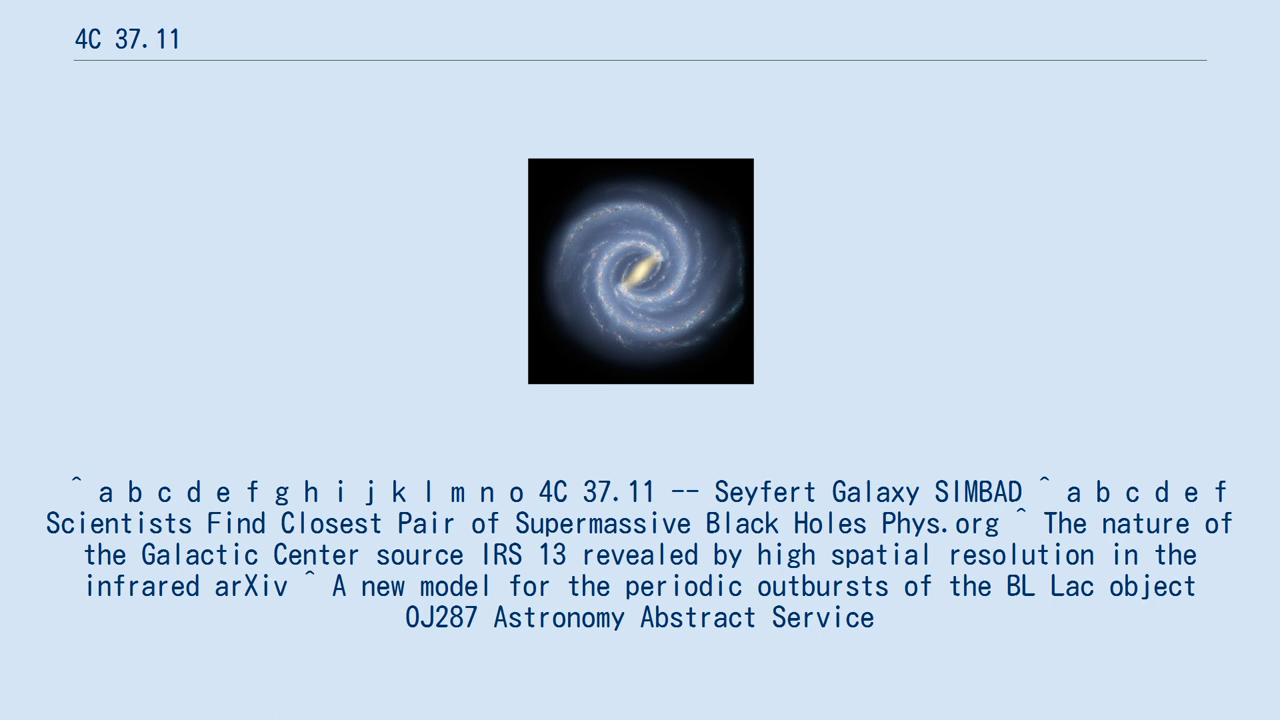 4C 37.11
^ a b c d e f g h i j k l m n o 4C 37.11 -- Seyfert Galaxy SIMBAD ^ a b c d e f
Scientists Find Closest Pair of Supermassive Black Holes Phys.org ^ The nature of
the Galactic Center source IRS 13 revealed by high spatial resolution in the
infrared arXiv ^ A new model for the periodic outbursts of the BL Lac object
OJ287 Astronomy Abstract Service